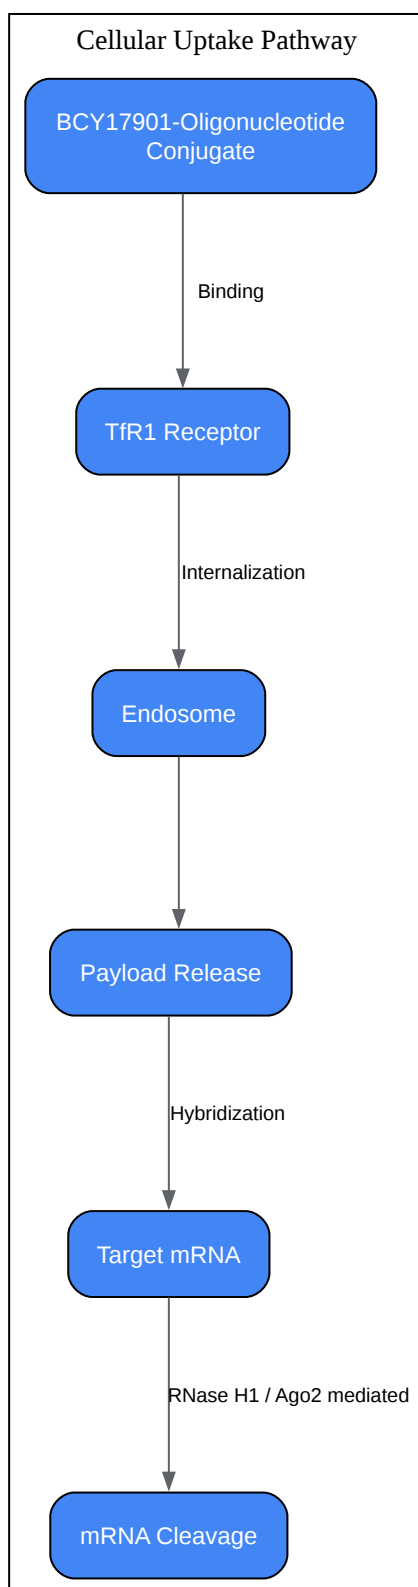 Cellular Uptake Pathway
BCY17901-Oligonucleotide
Conjugate
Binding
TfR1 Receptor
Internalization
Endosome
Payload Release
Hybridization
Target mRNA
RNase H1 / Ago2 mediated
mRNA Cleavage